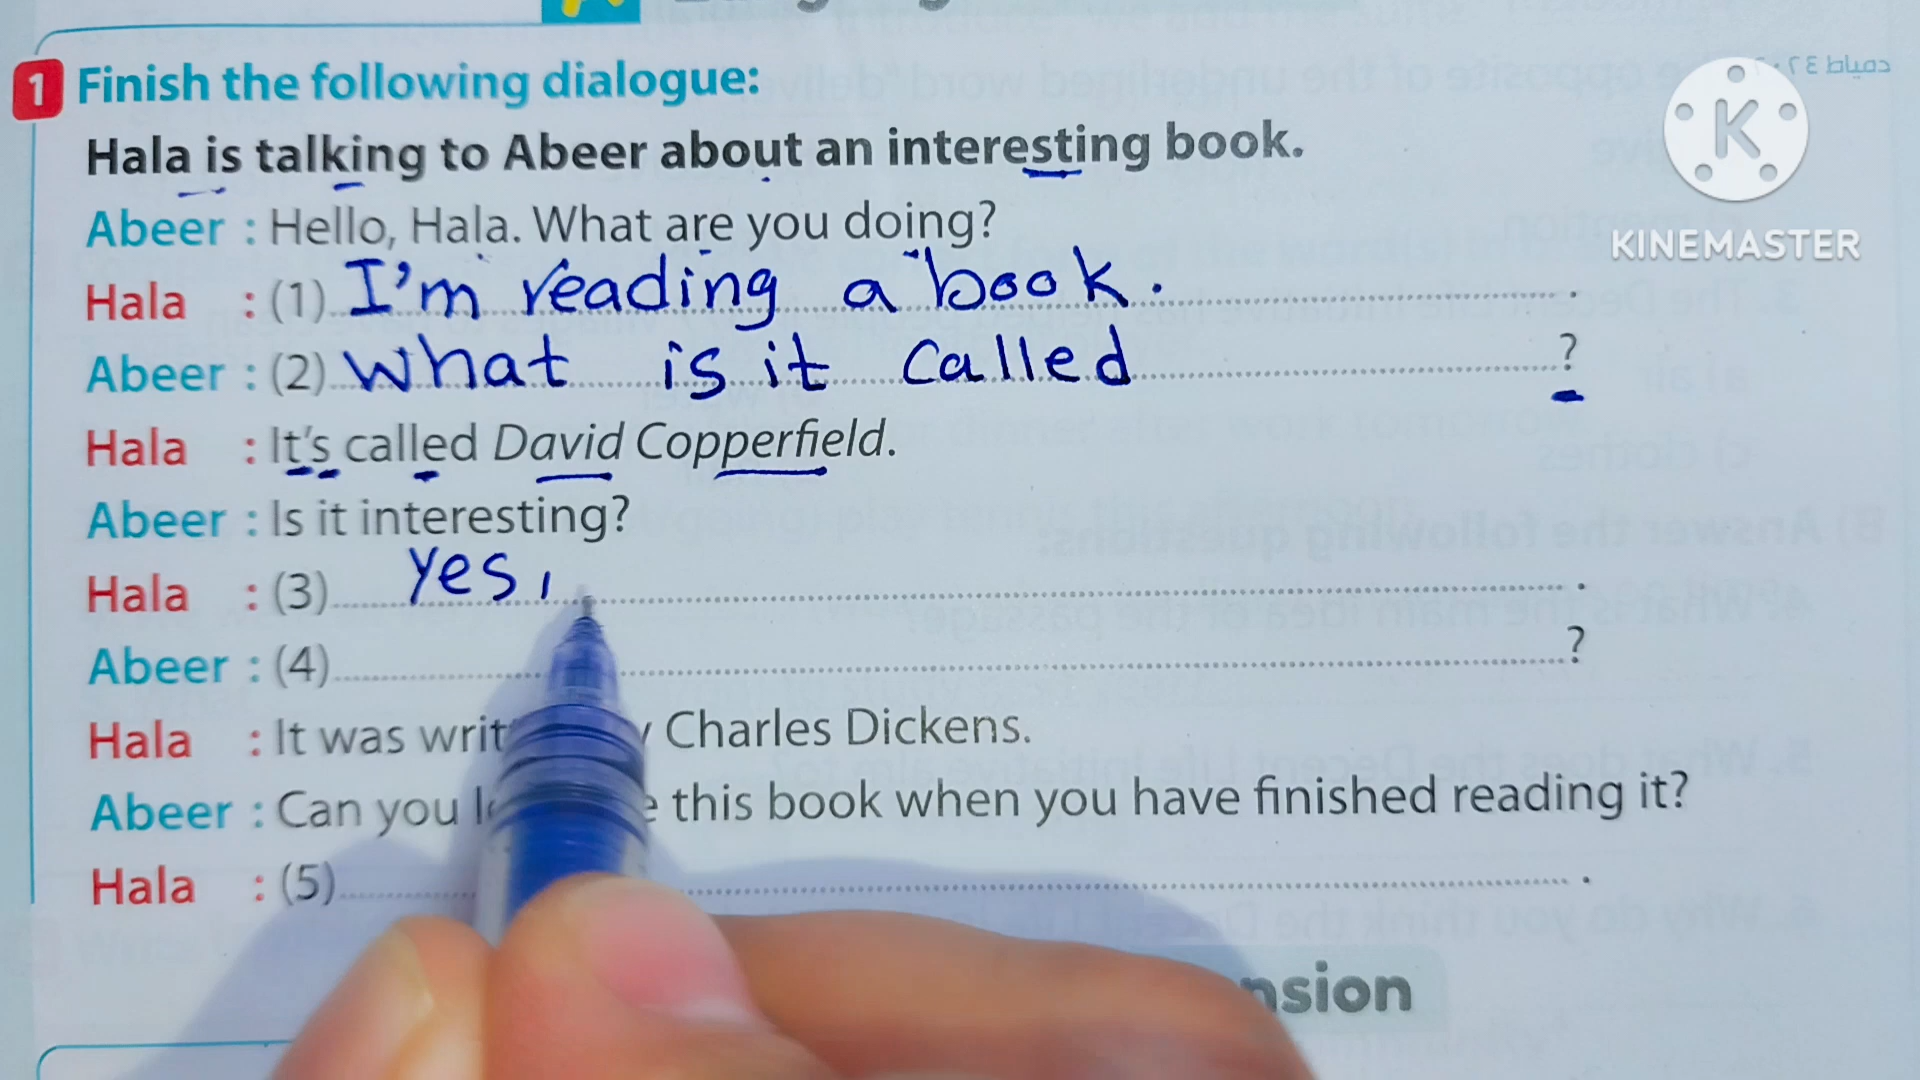 1 Finish the following dialogue:
دمياط ٢٠٢٤
KINEMASTER
Hala is talking to Abeer about an interesting book.
Abeer : Hello, Hala. What are you doing?
Hala : (1) I'm reading a book. .
Abeer : (2) What is it called ?
Hala : It's called David Copperfield.
Abeer : Is it interesting?
Hala : (3) Yes, .
Abeer : (4) ?
Hala : It was Charles Dickens.
Abeer : Can you this book when you have finished reading it?
Hala : (5) .